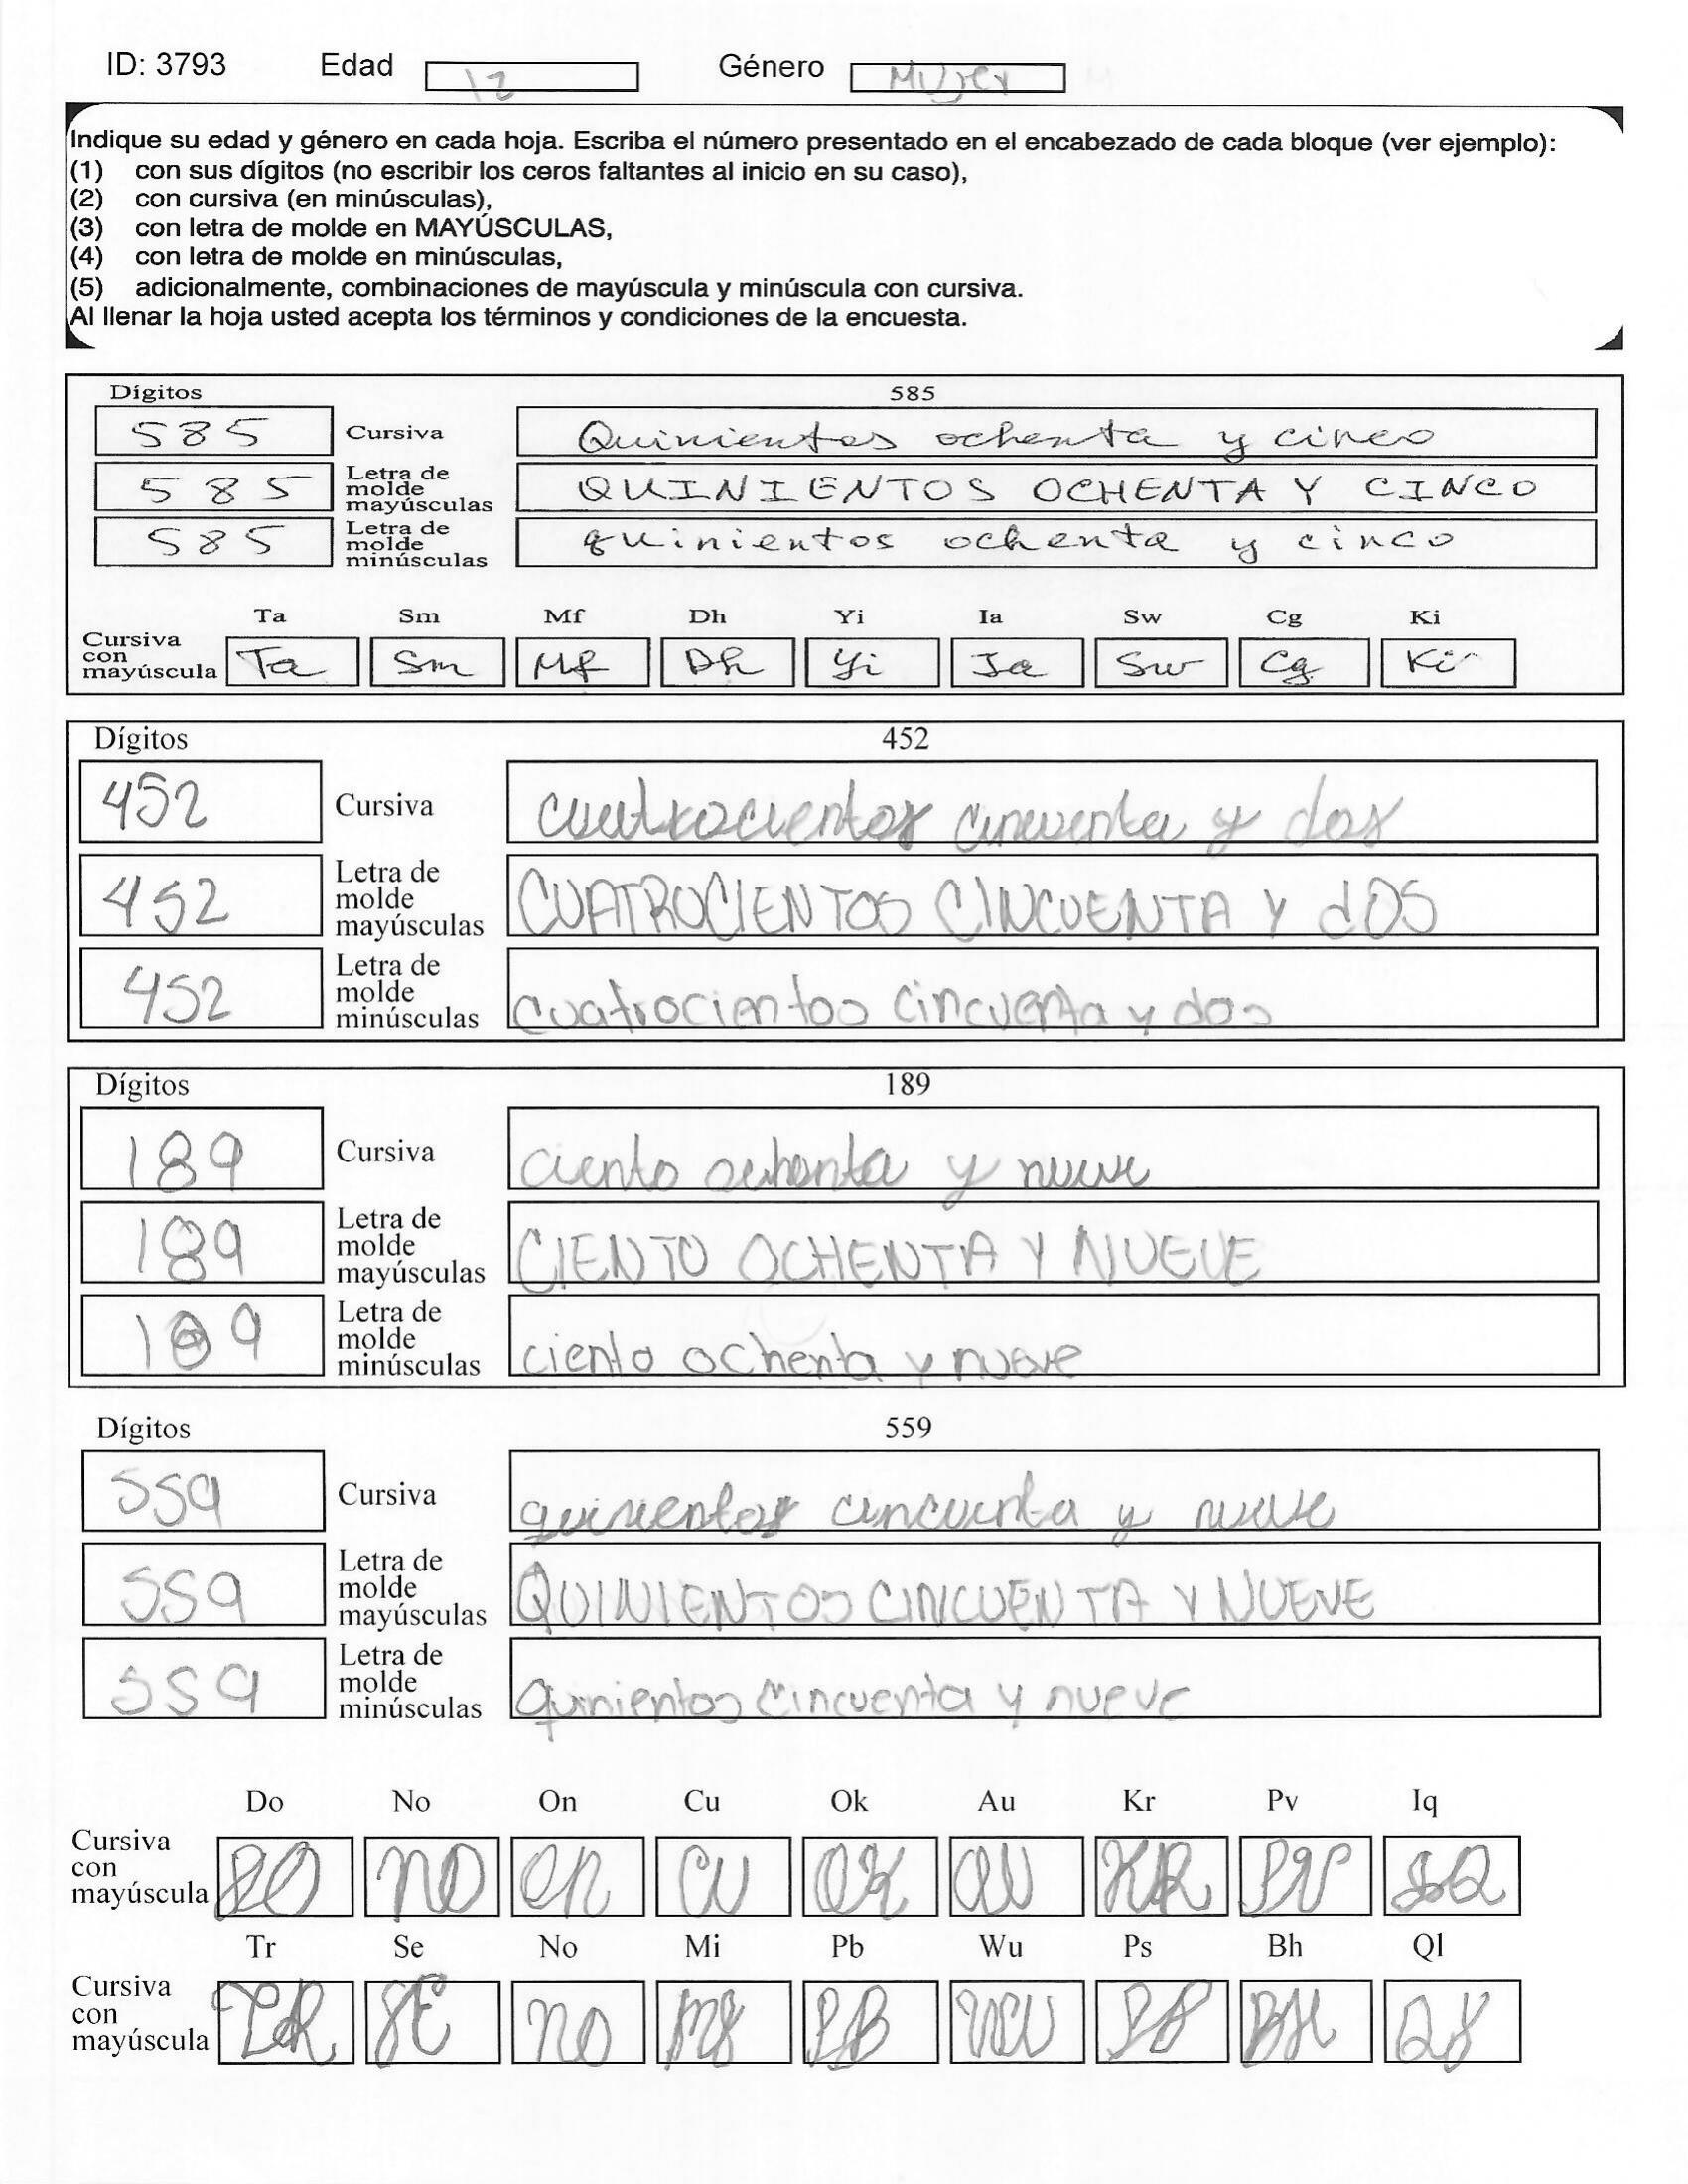 ID: 3793 Edad 12 Género Mujer
Indique su edad y género en cada hoja. Escriba el número presentado en el encabezado de cada bloque (ver ejemplo):
(1) con sus dígitos (no escribir los ceros faltantes al inicio en su caso),
(2) con cursiva (en minúsculas),
(3) con letra de molde en MAYÚSCULAS,
(4) con letra de molde en minúsculas,
(5) adicionalmente, combinaciones de mayúscula y minúscula con cursiva.
Al llenar la hoja usted acepta los términos y condiciones de la encuesta.
Dígitos 585
585 Cursiva Quinientos ochenta y cinco
585 Letra de molde mayúsculas QUINIENTOS OCHENTA Y CINCO
585 Letra de molde minúsculas quinientos ochenta y cinco
Ta Sm Mf Dh Yi Ia Sw Cg Ki
Cursiva con mayúscula Ta Sm Mf Dh Yi Ia Sw Cg Ki
Dígitos 452
452 Cursiva cuatrocientos cincuenta y dos
452 Letra de molde mayúsculas CUATROCIENTOS CINCUENTA Y dOS
452 Letra de molde minúsculas cuatrocientos cincuenta y dos
Dígitos 189
189 Cursiva ciento ochenta y nueve
189 Letra de molde mayúsculas CIENTO OCHENTA Y NUEVE
189 Letra de molde minúsculas ciento ochenta y nueve
Dígitos 559
559 Cursiva quinientos cincuenta y nueve
559 Letra de molde mayúsculas QUINIENTOS CINCUENTA Y NUEVE
559 Letra de molde minúsculas quinientos cincuenta y nueve
Do No On Cu Ok Au Kr Pv Iq
Cursiva con mayúscula DO NO On CU OK AU KR PV IQ
Tr Se No Mi Pb Wu Ps Bh Ql
Cursiva con mayúscula TR SE NO MI PB WU PS BH QL